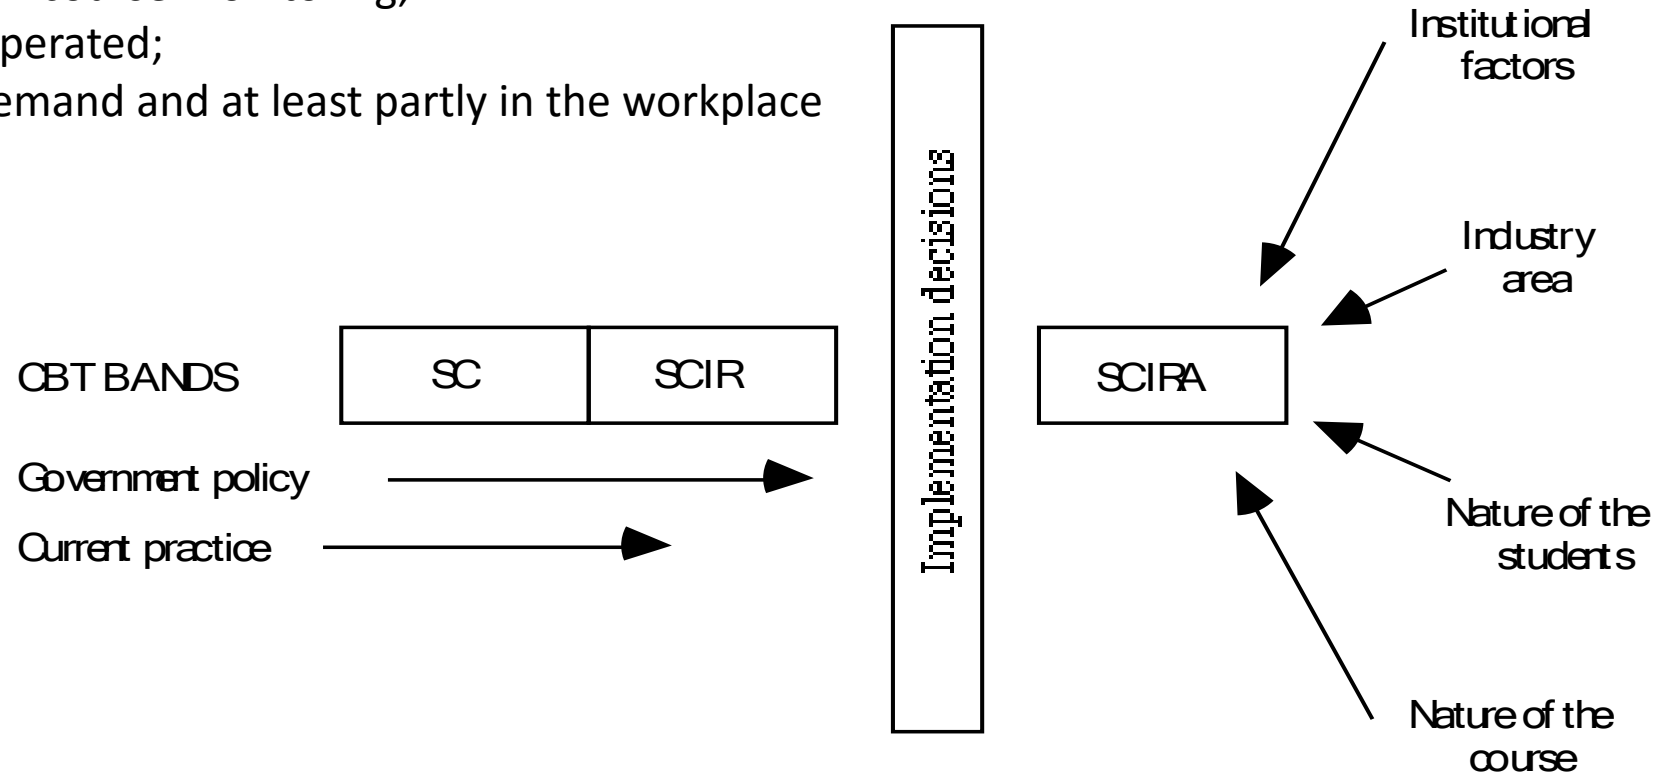 perated;
emand and at least partly in the workplace
Institutional
factors
Industry
area
Implementation decisions
CBT BANDS
SC
SCIR
SCIRA
Government policy
Current practice
Nature of the
students
Nature of the
course